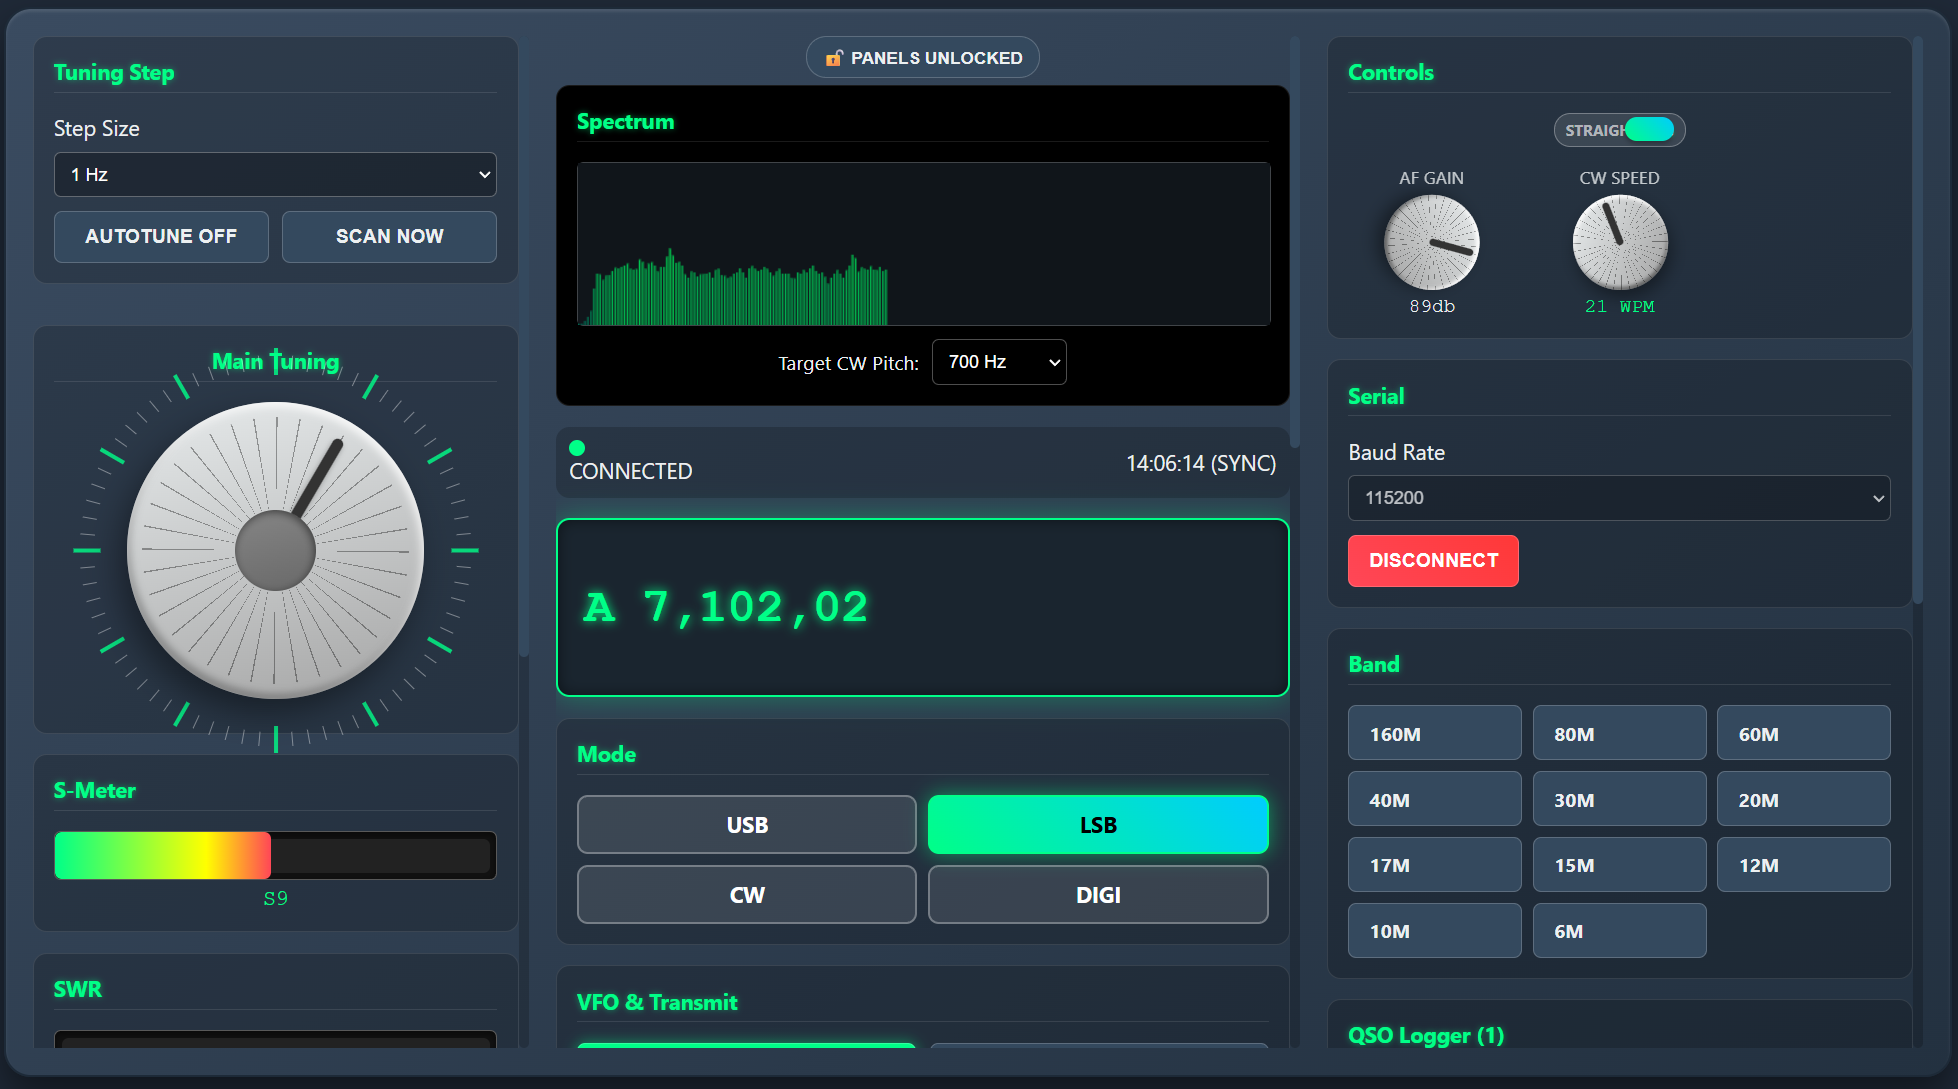 Tuning Step
Step Size
1 Hz
AUTOTUNE OFF
SCAN NOW
Main Tuning
S-Meter
S9
SWR
PANELS UNLOCKED
Spectrum
Target CW Pitch:
700 Hz
CONNECTED
14:06:14 (SYNC)
A 7,102,02
Mode
USB
LSB
CW
DIGI
VFO & Transmit
Controls
AF GAIN
CW SPEED
89db
21 WPM
Serial
Baud Rate
115200
DISCONNECT
Band
160M
80M
60M
40M
30M
20M
17M
15M
12M
10M
6M
QSO Logger (1)